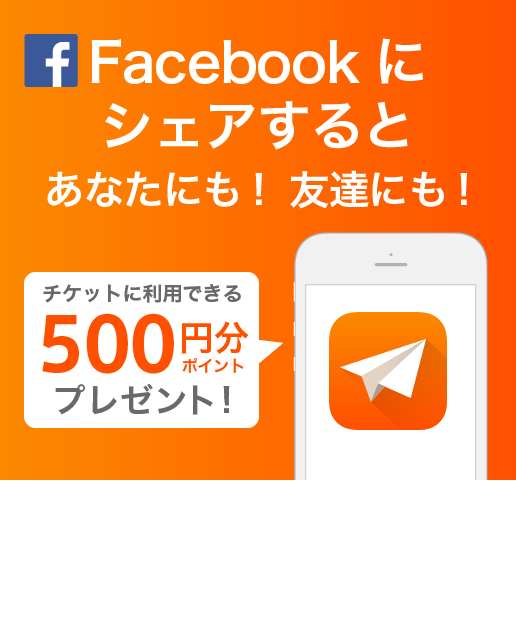 Facebook に
シェアすると
あなたにも！ 友達にも！
チケットに利用できる
500円分
ポイント
プレゼント！